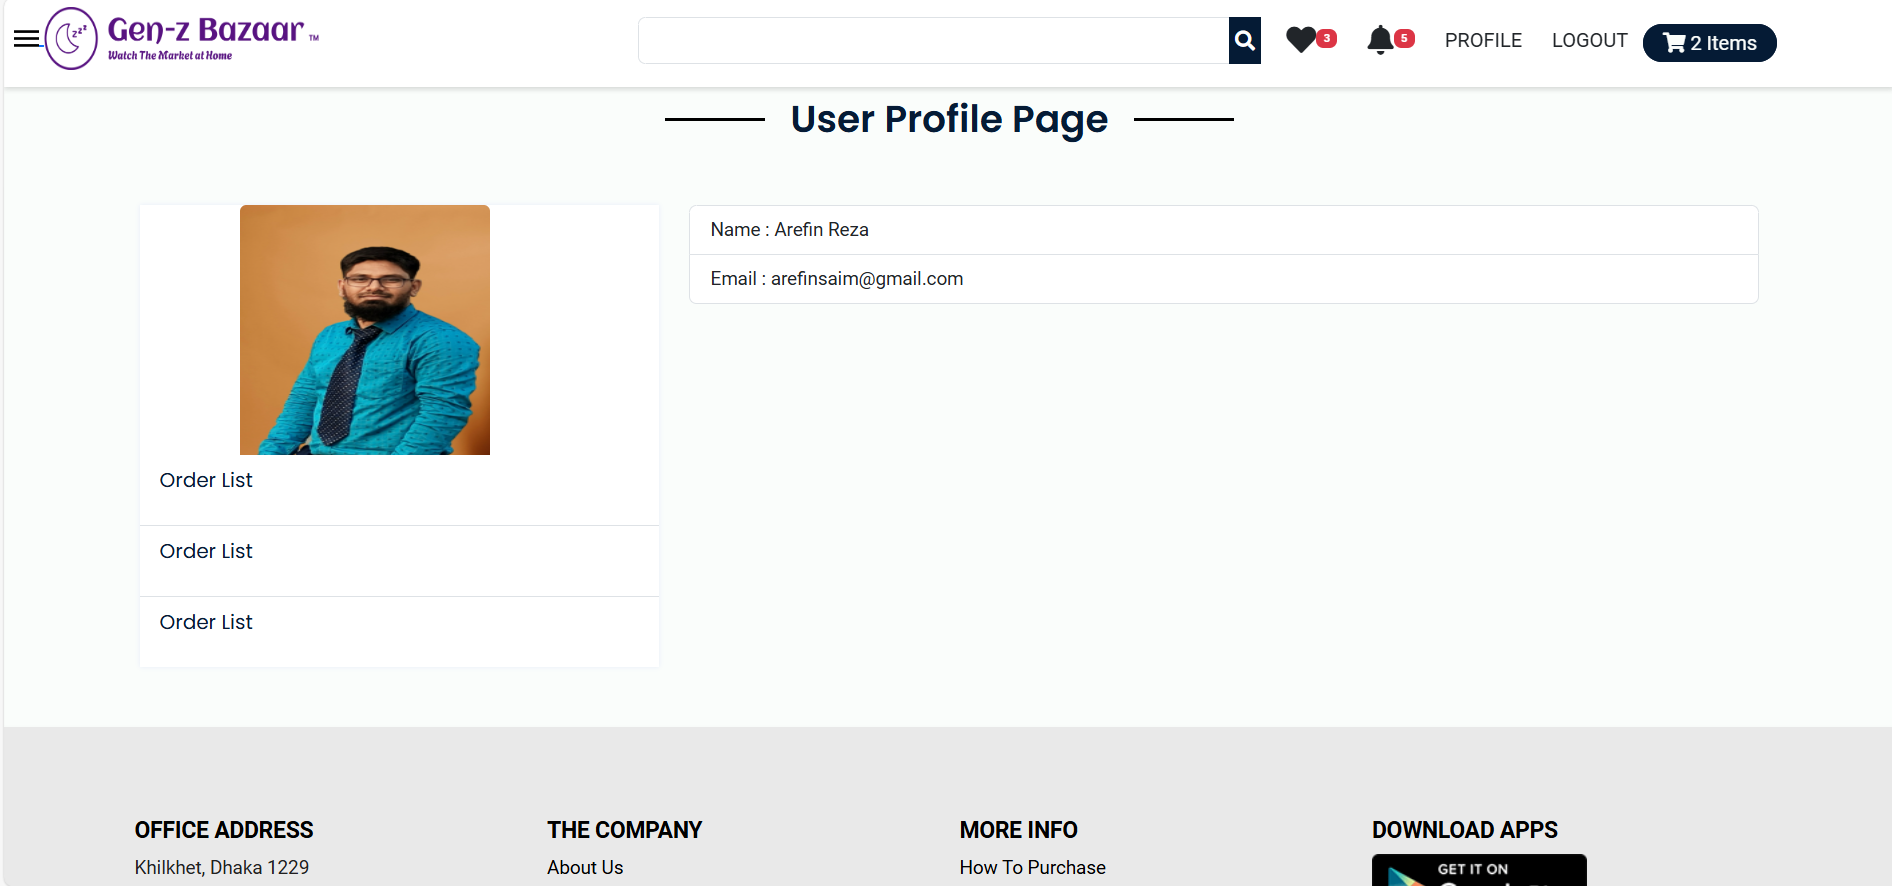 Gen-z Bazaar TM
Watch The Market at Home
3
5
PROFILE
LOGOUT
2 Items
User Profile Page
Name : Arefin Reza
Email : arefinsaim@gmail.com
Order List
Order List
Order List
OFFICE ADDRESS
Khilkhet, Dhaka 1229
THE COMPANY
About Us
MORE INFO
How To Purchase
DOWNLOAD APPS
GET IT ON